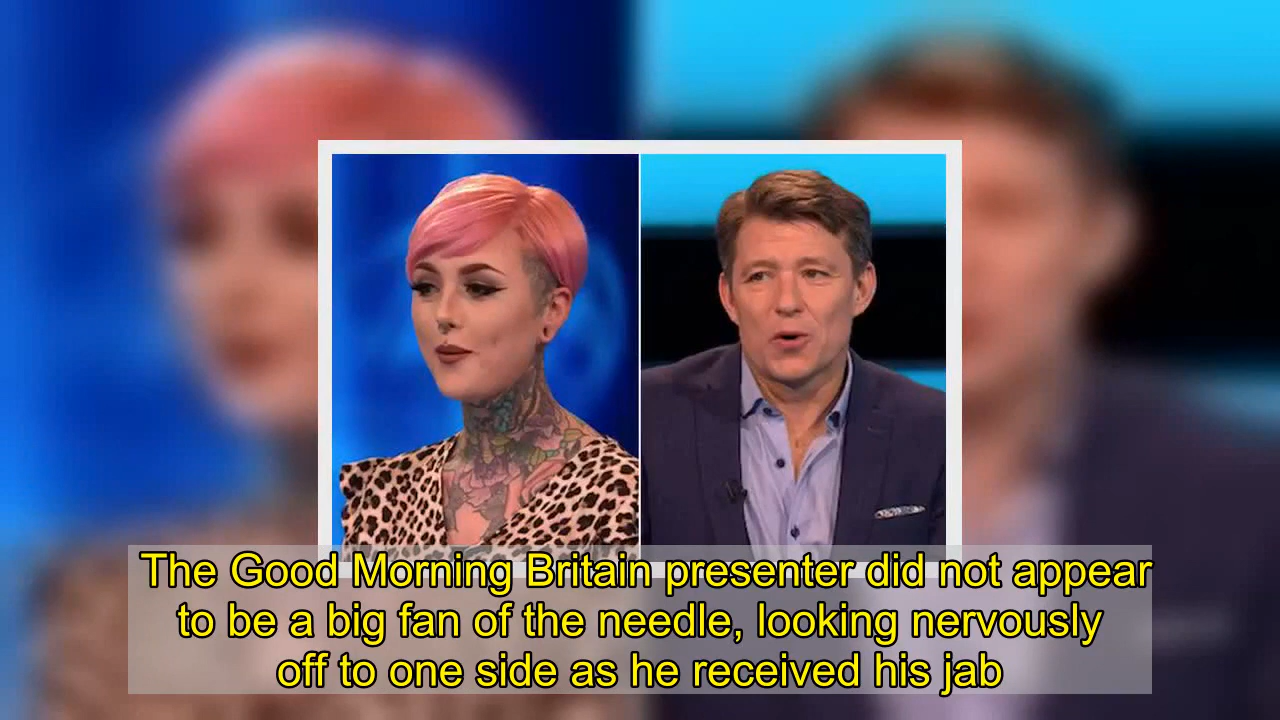 The Good Morning Britain presenter did not appear
to be a big fan of the needle, looking nervously
off to one side as he received his jab